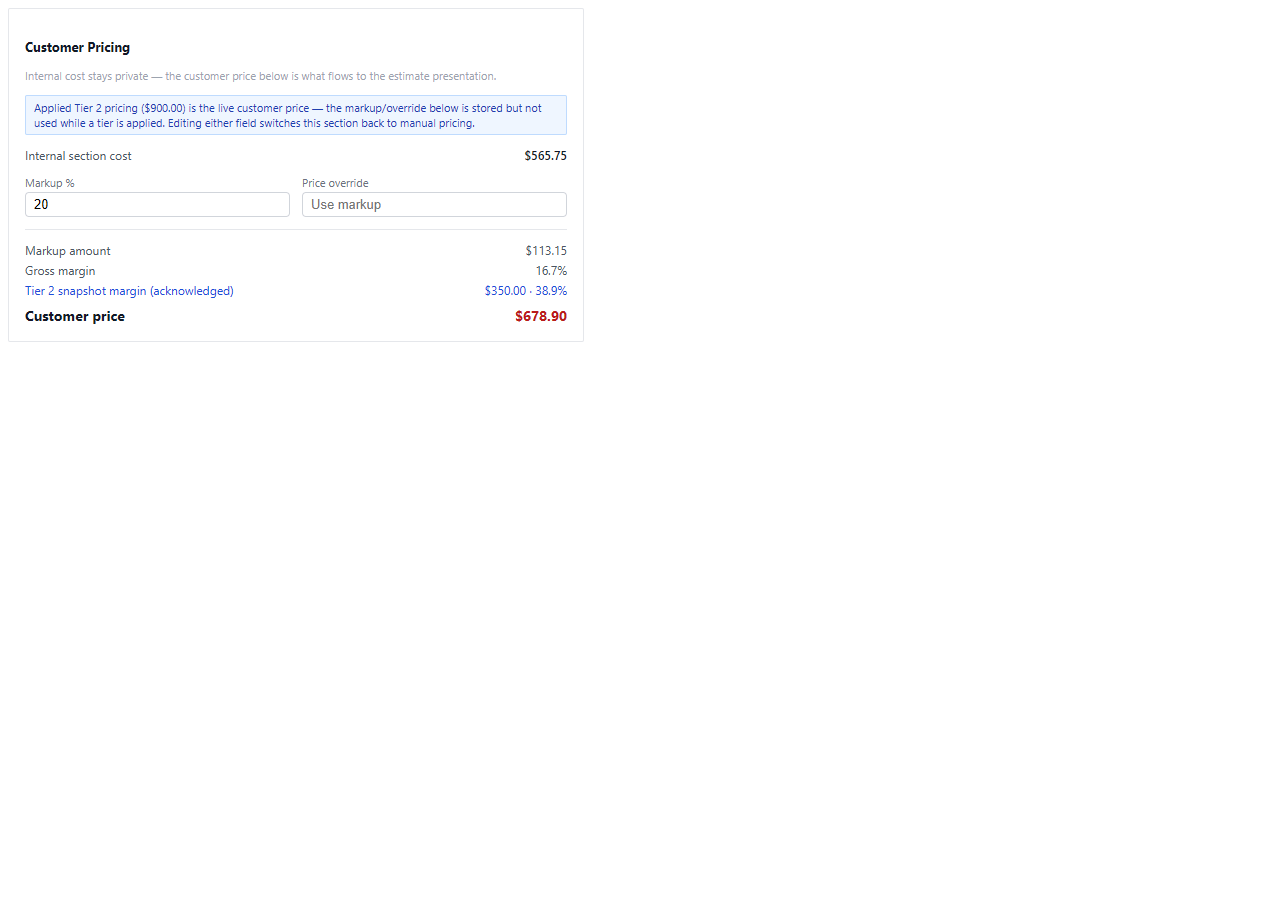 Customer Pricing
Internal cost stays private — the customer price below is what flows to the estimate presentation.
Applied Tier 2 pricing ($900.00) is the live customer price — the markup/override below is stored but not
used while a tier is applied. Editing either field switches this section back to manual pricing.
Internal section cost $565.75
Markup % Price override
20 Use markup
Markup amount $113.15
Gross margin 16.7%
Tier 2 snapshot margin (acknowledged) $350.00 · 38.9%
Customer price $678.90